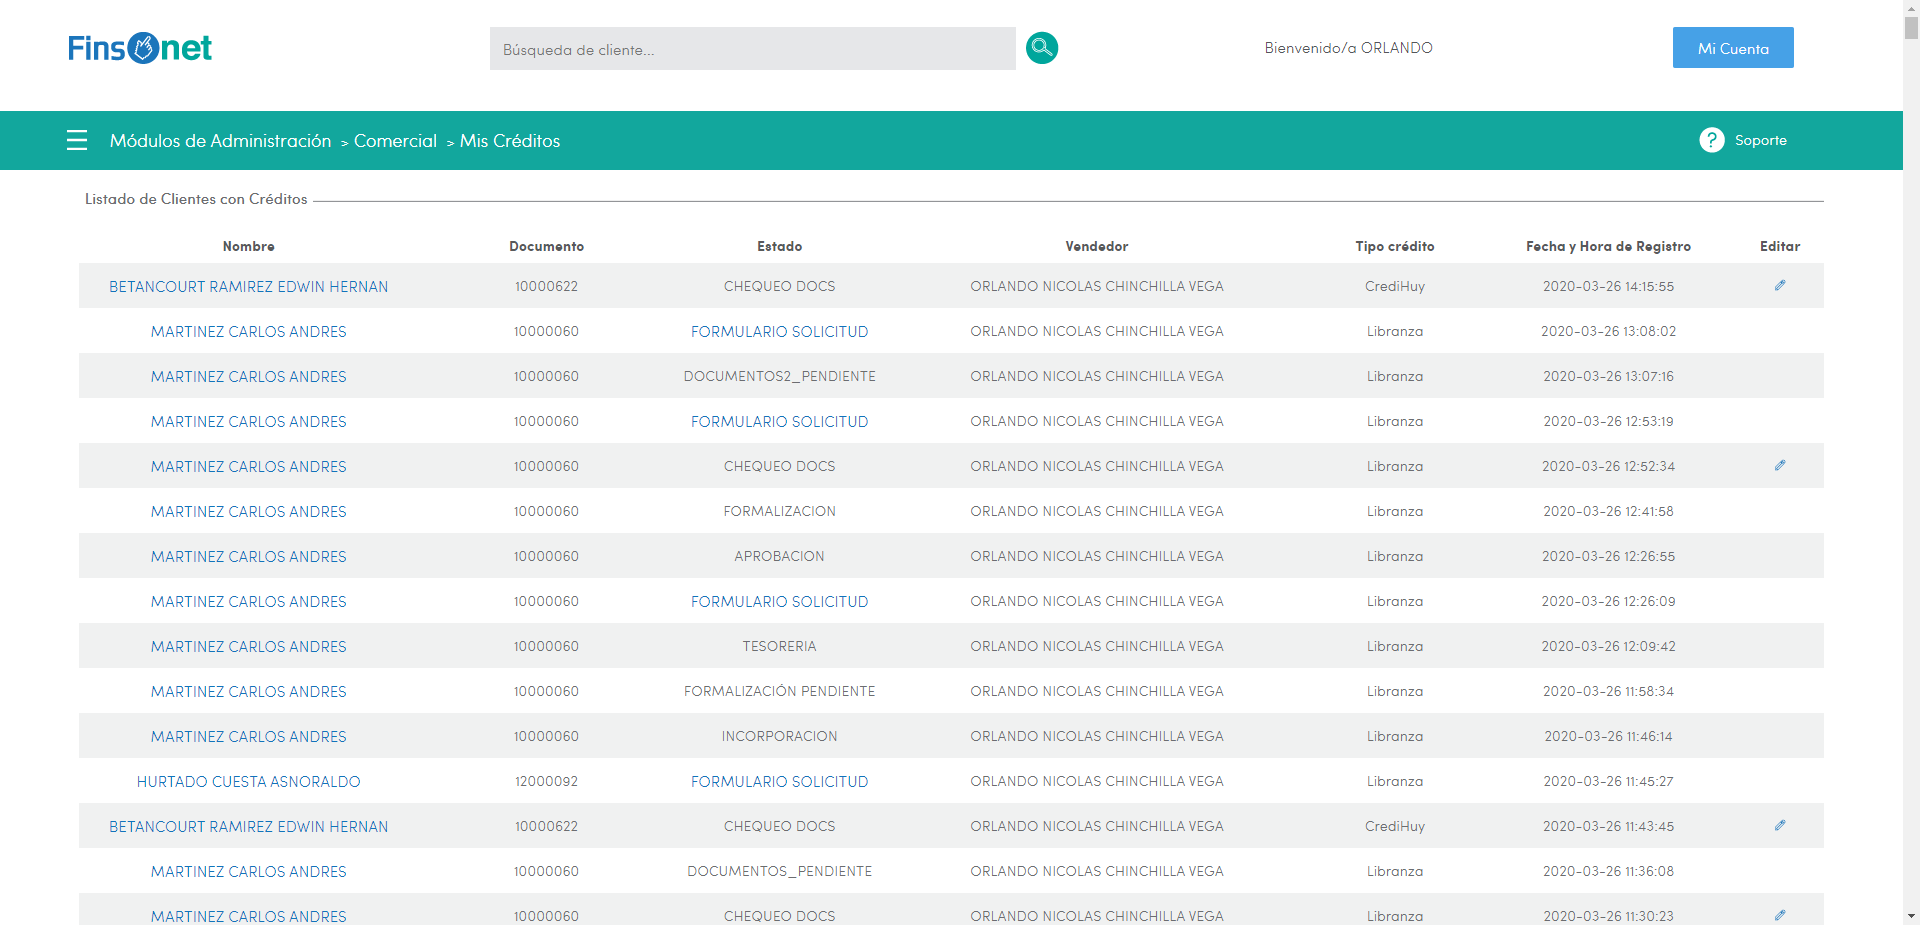 Finsonet
Búsqueda de cliente...
Bienvenido/a ORLANDO
Mi Cuenta
Módulos de Administración > Comercial > Mis Créditos
? Soporte
Listado de Clientes con Créditos
Nombre Documento Estado Vendedor Tipo crédito Fecha y Hora de Registro Editar
BETANCOURT RAMIREZ EDWIN HERNAN 10000622 CHEQUEO DOCS ORLANDO NICOLAS CHINCHILLA VEGA CrediHuy 2020-03-26 14:15:55
MARTINEZ CARLOS ANDRES 10000060 FORMULARIO SOLICITUD ORLANDO NICOLAS CHINCHILLA VEGA Libranza 2020-03-26 13:08:02
MARTINEZ CARLOS ANDRES 10000060 DOCUMENTOS2_PENDIENTE ORLANDO NICOLAS CHINCHILLA VEGA Libranza 2020-03-26 13:07:16
MARTINEZ CARLOS ANDRES 10000060 FORMULARIO SOLICITUD ORLANDO NICOLAS CHINCHILLA VEGA Libranza 2020-03-26 12:53:19
MARTINEZ CARLOS ANDRES 10000060 CHEQUEO DOCS ORLANDO NICOLAS CHINCHILLA VEGA Libranza 2020-03-26 12:52:34
MARTINEZ CARLOS ANDRES 10000060 FORMALIZACION ORLANDO NICOLAS CHINCHILLA VEGA Libranza 2020-03-26 12:41:58
MARTINEZ CARLOS ANDRES 10000060 APROBACION ORLANDO NICOLAS CHINCHILLA VEGA Libranza 2020-03-26 12:26:55
MARTINEZ CARLOS ANDRES 10000060 FORMULARIO SOLICITUD ORLANDO NICOLAS CHINCHILLA VEGA Libranza 2020-03-26 12:26:09
MARTINEZ CARLOS ANDRES 10000060 TESORERIA ORLANDO NICOLAS CHINCHILLA VEGA Libranza 2020-03-26 12:09:42
MARTINEZ CARLOS ANDRES 10000060 FORMALIZACIÓN PENDIENTE ORLANDO NICOLAS CHINCHILLA VEGA Libranza 2020-03-26 11:58:34
MARTINEZ CARLOS ANDRES 10000060 INCORPORACION ORLANDO NICOLAS CHINCHILLA VEGA Libranza 2020-03-26 11:46:14
HURTADO CUESTA ASNORALDO 12000092 FORMULARIO SOLICITUD ORLANDO NICOLAS CHINCHILLA VEGA Libranza 2020-03-26 11:45:27
BETANCOURT RAMIREZ EDWIN HERNAN 10000622 CHEQUEO DOCS ORLANDO NICOLAS CHINCHILLA VEGA CrediHuy 2020-03-26 11:43:45
MARTINEZ CARLOS ANDRES 10000060 DOCUMENTOS_PENDIENTE ORLANDO NICOLAS CHINCHILLA VEGA Libranza 2020-03-26 11:36:08
MARTINEZ CARLOS ANDRES 10000060 CHEQUEO DOCS ORLANDO NICOLAS CHINCHILLA VEGA Libranza 2020-03-26 11:30:23